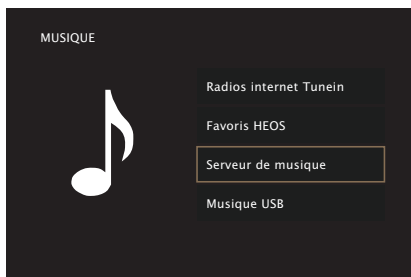 MUSIQUE
Radios internet Tunein
Favoris HEOS
Serveur de musique
Musique USB